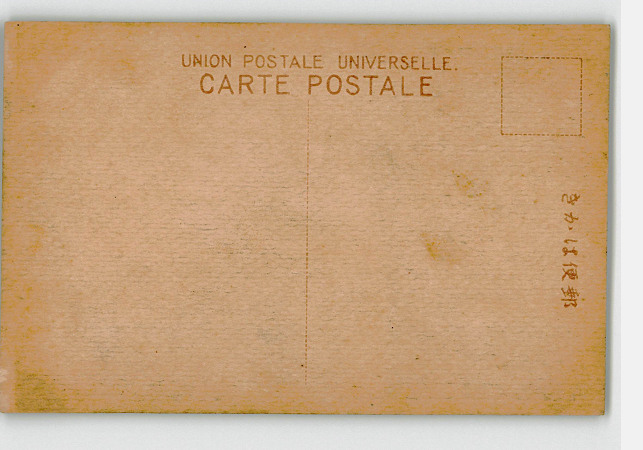 UNION POSTALE UNIVERSELLE.
CARTE POSTALE
きかは便郵